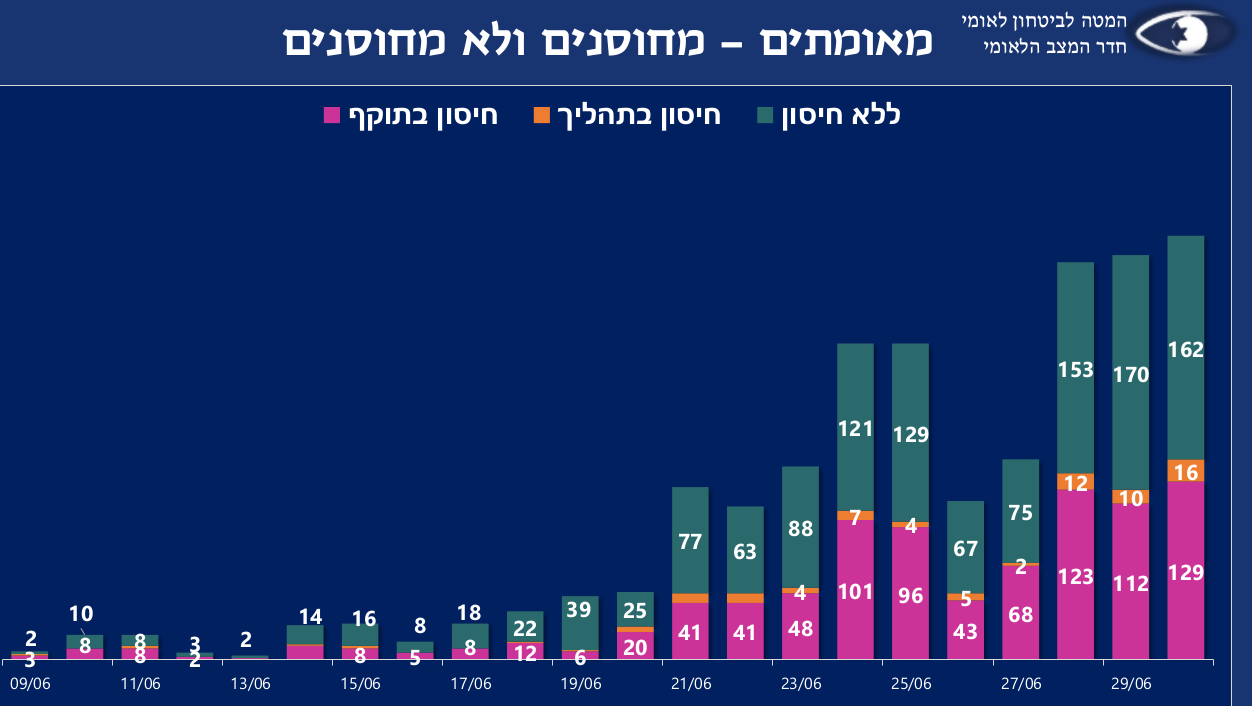 המטה לביטחון לאומי
חדר המצב הלאומי
מאומתים – מחוסנים ולא מחוסנים
ללא חיסון חיסון בתהליך חיסון בתוקף
2 10 8 3 2 14 16 8 18 22 39 25 77 63 88 121 129 67 75 153 170 162
7 4 4 5 2 12 10 16
3 8 8 2 8 5 8 12 6 20 41 41 48 101 96 43 68 123 112 129
09/06 11/06 13/06 15/06 17/06 19/06 21/06 23/06 25/06 27/06 29/06